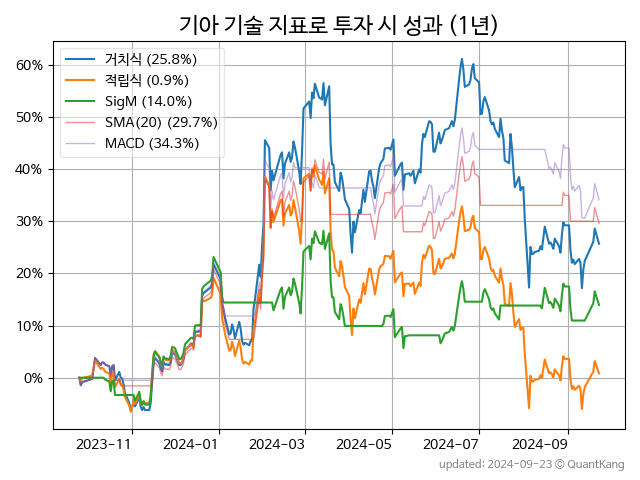 기아 기술 지표로 투자 시 성과 (1년)
거치식 (25.8%)
적립식 (0.9%)
SigM (14.0%)
SMA(20) (29.7%)
MACD (34.3%)
60%
50%
40%
30%
20%
10%
0%
2023-11
2024-01
2024-03
2024-05
2024-07
2024-09
updated: 2024-09-23 © QuantKang